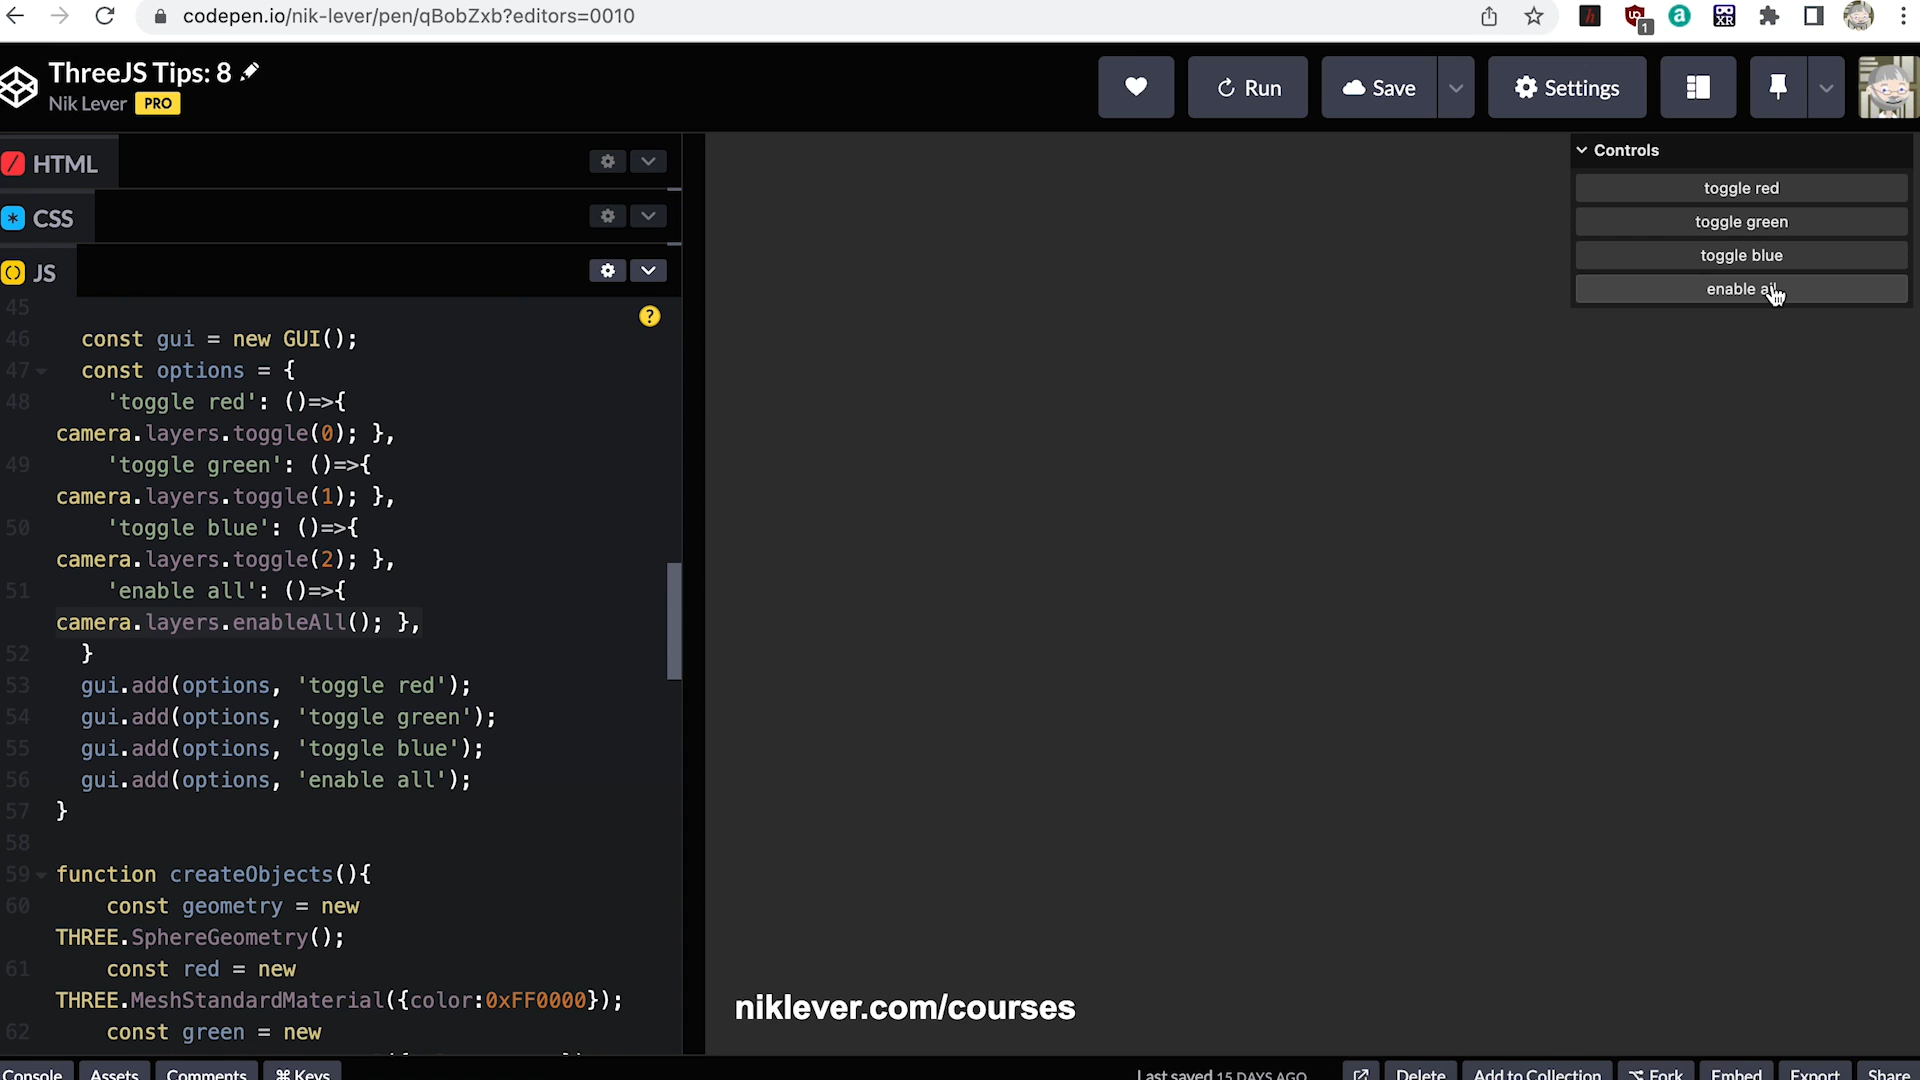 codepen.io/nik-lever/pen/qBobZxb?editors=0010
1
XR
ThreeJS Tips: 8
Nik Lever PRO
Run
Save
Settings
HTML
CSS
JS
Controls
toggle red
toggle green
toggle blue
enable all
45
46 const gui = new GUI();
47 const options = {
48 'toggle red': ()=>{
camera.layers.toggle(0); },
49 'toggle green': ()=>{
camera.layers.toggle(1); },
50 'toggle blue': ()=>{
camera.layers.toggle(2); },
51 'enable all': ()=>{
camera.layers.enableAll(); },
52 }
53 gui.add(options, 'toggle red');
54 gui.add(options, 'toggle green');
55 gui.add(options, 'toggle blue');
56 gui.add(options, 'enable all');
57 }
58
59 function createObjects(){
60 const geometry = new
THREE.SphereGeometry();
61 const red = new
THREE.MeshStandardMaterial({color:0xFF0000});
62 const green = new
niklever.com/courses
Console Assets Comments ⌘ Keys
Last saved 15 DAYS AGO
Delete Add to Collection Fork Embed Export Share